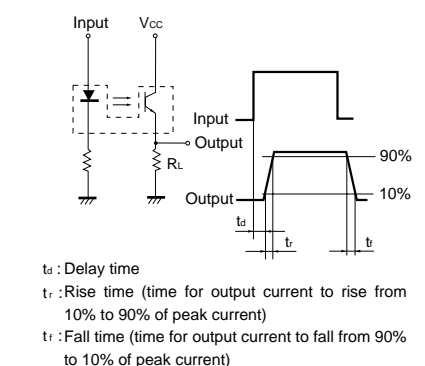 Input VCC
Input
Output
RL
90%
Output
10%
td
tr
tf
td : Delay time
tr : Rise time (time for output current to rise from
10% to 90% of peak current)
tf : Fall time (time for output current to fall from 90%
to 10% of peak current)